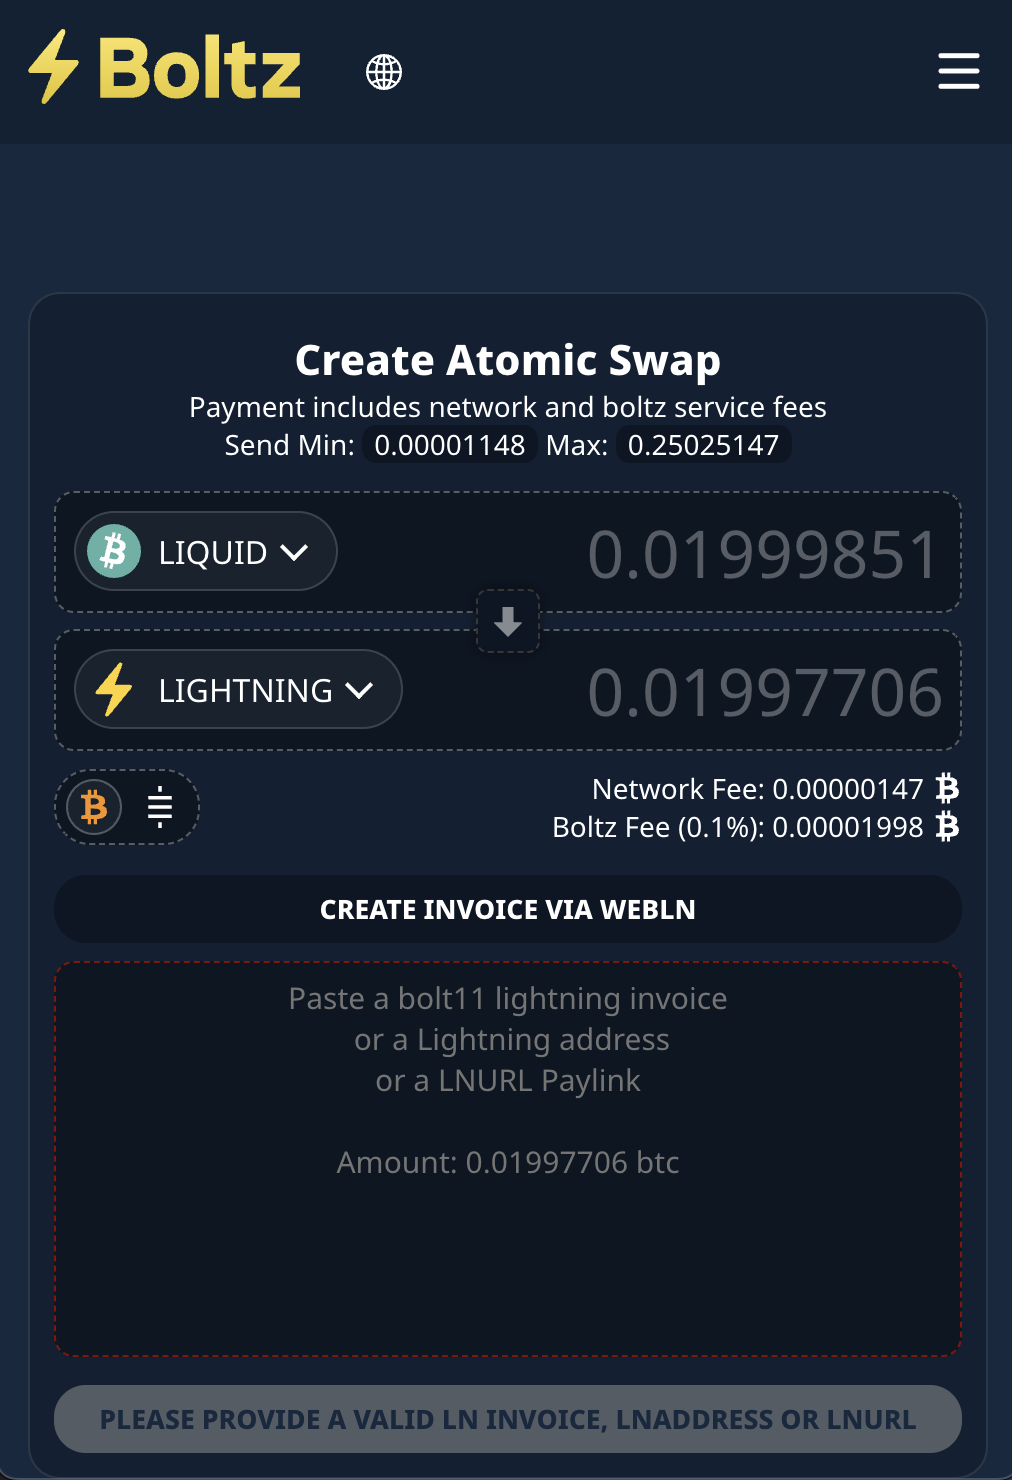 Boltz
Create Atomic Swap
Payment includes network and boltz service fees
Send Min: 0.00001148 Max: 0.25025147
LIQUID 0.01999851
LIGHTNING 0.01997706
Network Fee: 0.00000147
Boltz Fee (0.1%): 0.00001998
CREATE INVOICE VIA WEBLN
Paste a bolt11 lightning invoice
or a Lightning address
or a LNURL Paylink
Amount: 0.01997706 btc
PLEASE PROVIDE A VALID LN INVOICE, LNADDRESS OR LNURL